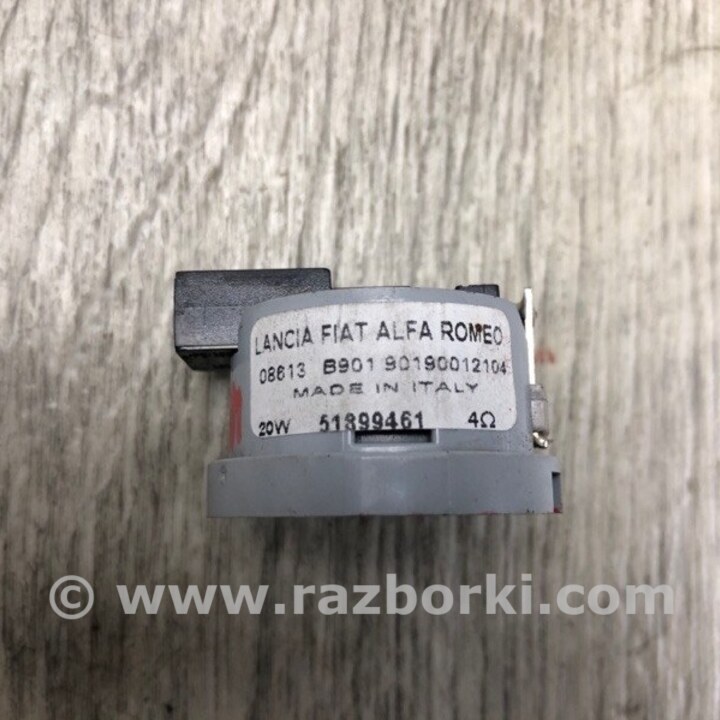 LANCIA FIAT ALFA ROMEO
08613 B901 90190012104
MADE IN ITALY
20W 51899461 4Ω
© www.razborki.com